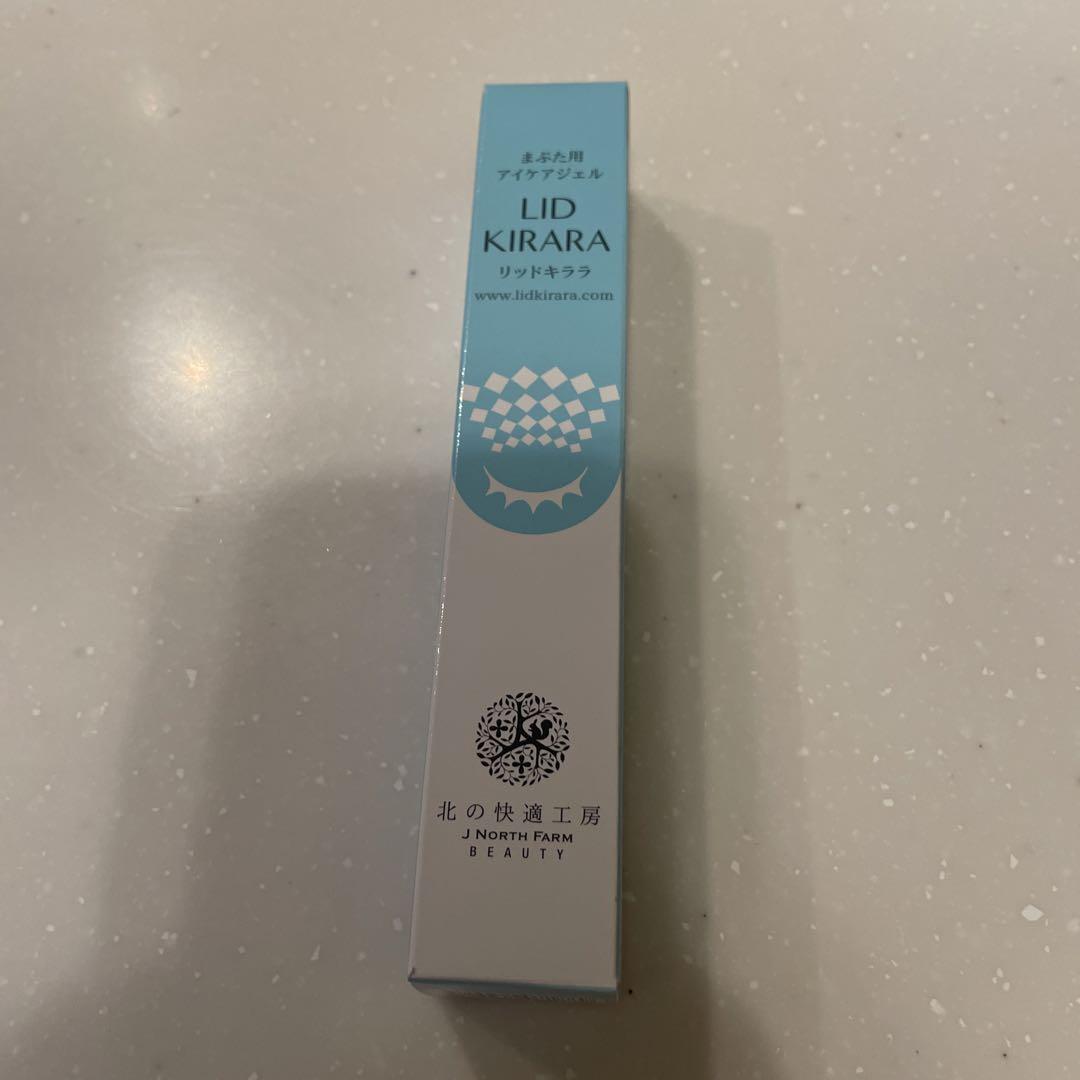 まぶた用
アイケアジェル
LID
KIRARA
リッドキララ
www.lidkirara.com
北の快適工房
J NORTH FARM
BEAUTY